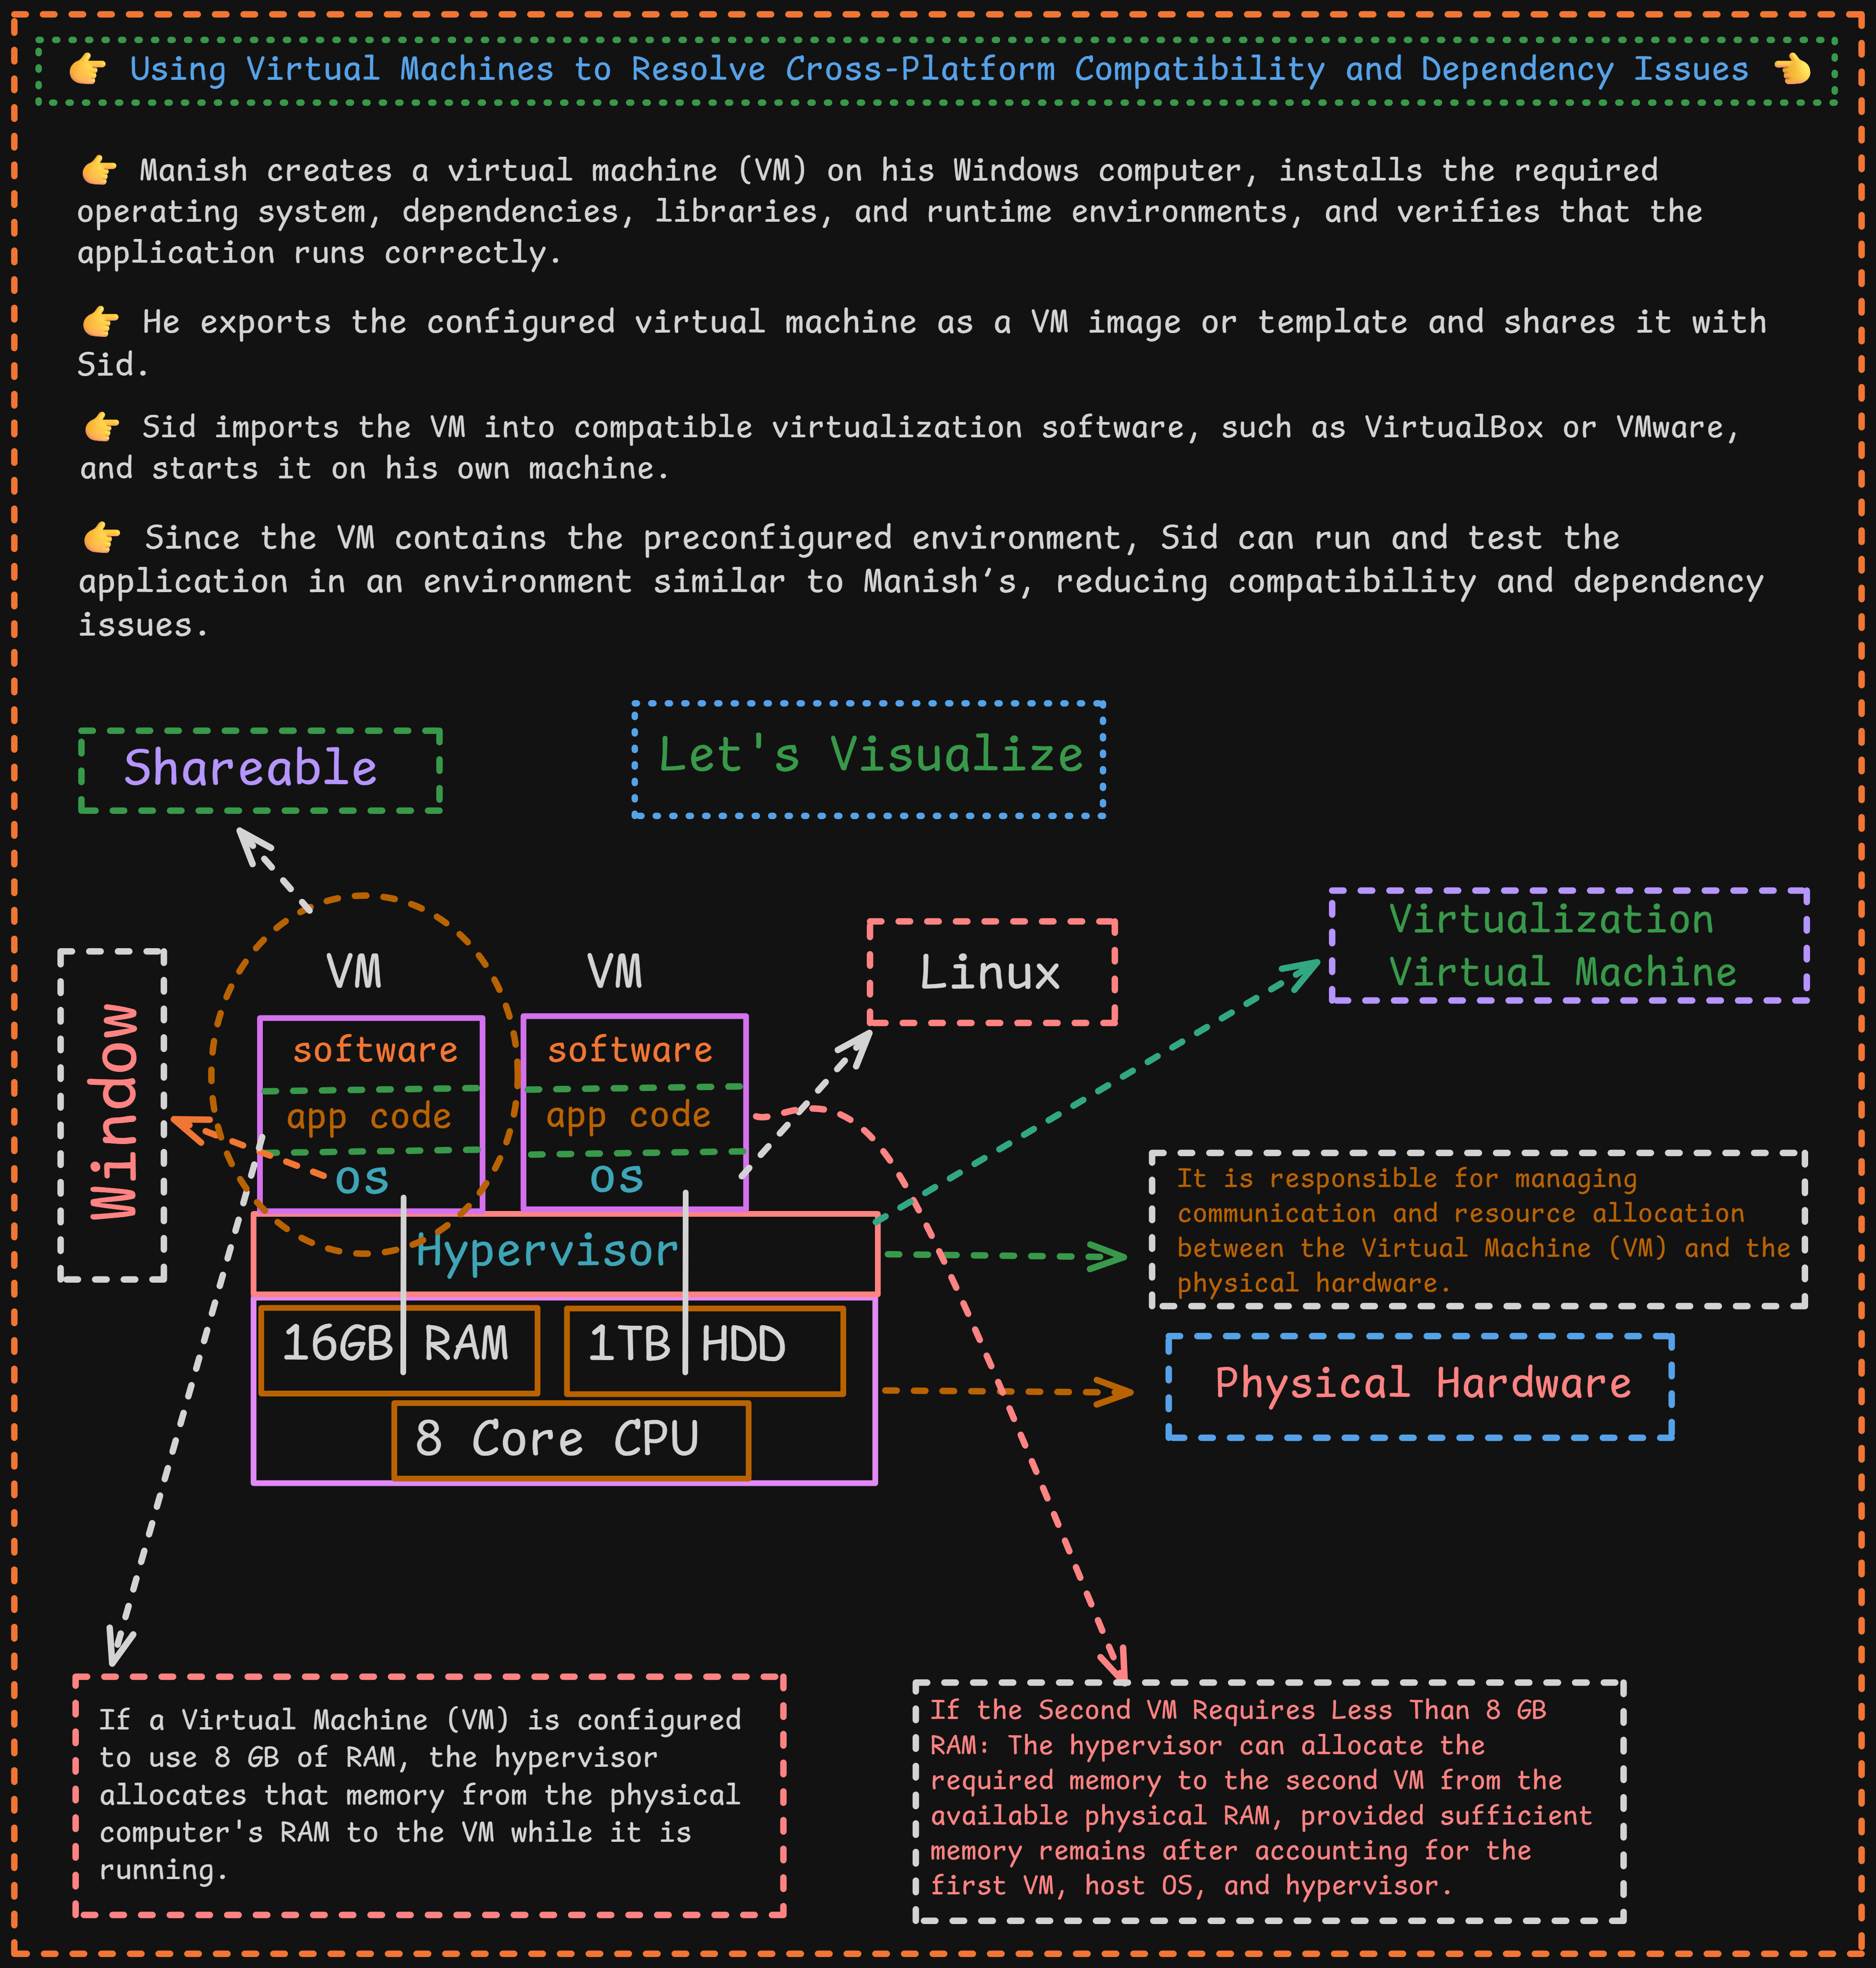 👉 Using Virtual Machines to Resolve Cross-Platform Compatibility and Dependency Issues 👈
👉 Manish creates a virtual machine (VM) on his Windows computer, installs the required
operating system, dependencies, libraries, and runtime environments, and verifies that the
application runs correctly.
👉 He exports the configured virtual machine as a VM image or template and shares it with
Sid.
👉 Sid imports the VM into compatible virtualization software, such as VirtualBox or VMware,
and starts it on his own machine.
👉 Since the VM contains the preconfigured environment, Sid can run and test the
application in an environment similar to Manish’s, reducing compatibility and dependency
issues.
Shareable
Let's Visualize
Virtualization
Virtual Machine
Linux
VM
VM
Window
software
software
app code
app code
OS
OS
Hypervisor
It is responsible for managing
communication and resource allocation
between the Virtual Machine (VM) and the
physical hardware.
16GB RAM
1TB HDD
8 Core CPU
Physical Hardware
If a Virtual Machine (VM) is configured
to use 8 GB of RAM, the hypervisor
allocates that memory from the physical
computer's RAM to the VM while it is
running.
If the Second VM Requires Less Than 8 GB
RAM: The hypervisor can allocate the
required memory to the second VM from the
available physical RAM, provided sufficient
memory remains after accounting for the
first VM, host OS, and hypervisor.